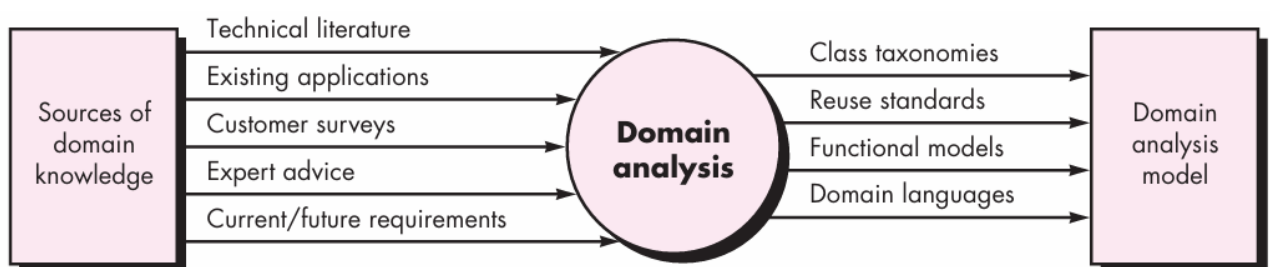 Sources of
domain
knowledge
Technical literature
Existing applications
Customer surveys
Expert advice
Current/future requirements
Domain
analysis
Class taxonomies
Reuse standards
Functional models
Domain languages
Domain
analysis
model